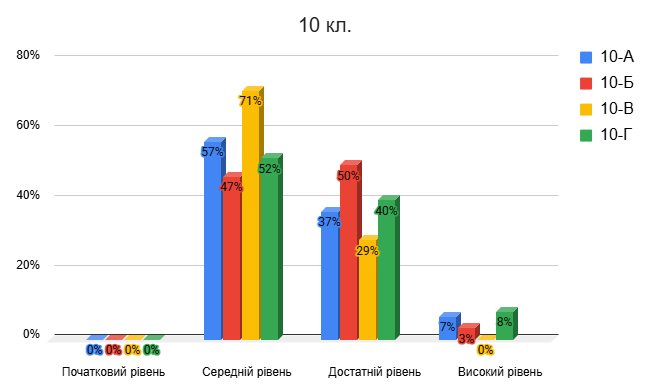 10 кл.
80%
60%
40%
20%
0%
10-А
10-Б
10-В
10-Г
0% 0% 0% 0%
57% 47% 71% 52%
37% 50% 29% 40%
7% 3% 0% 8%
Початковий рівень Середній рівень Достатній рівень Високий рівень